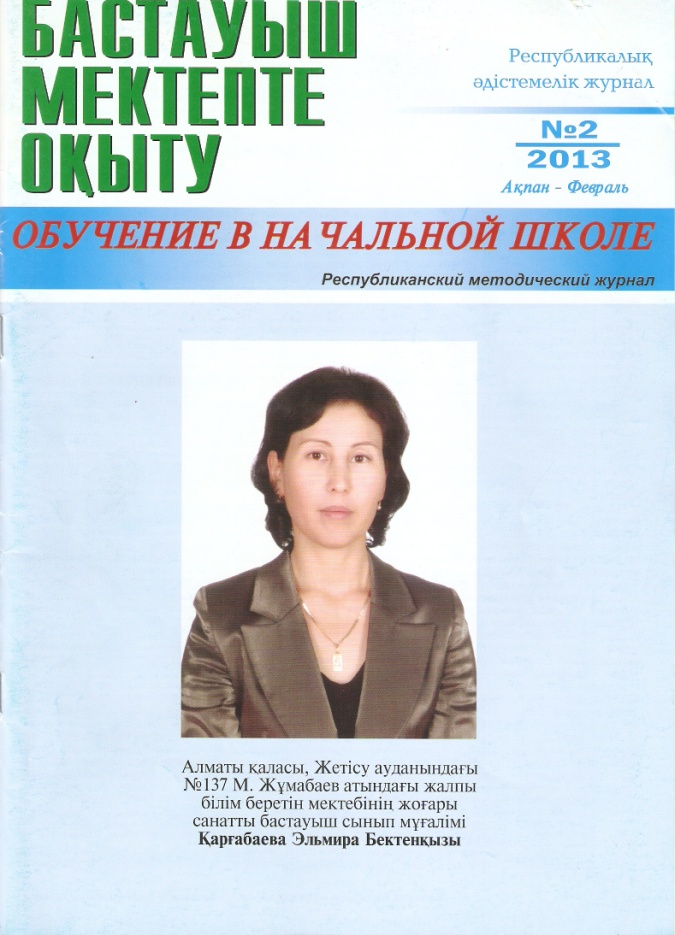 БАСТАУЫШ
МЕКТЕПТЕ
ОҚЫТУ
Республикалық
әдістемелік журнал
№2
2013
Ақпан - Февраль
ОБУЧЕНИЕ В НАЧАЛЬНОЙ ШКОЛЕ
Республиканский методический журнал
Алматы қаласы, Жетісу ауданындағы
№137 М. Жұмабаев атындағы жалпы
білім беретін мектебінің жоғары
санатты бастауыш сынып мұғалімі
Қарғабаева Эльмира Бектенқызы